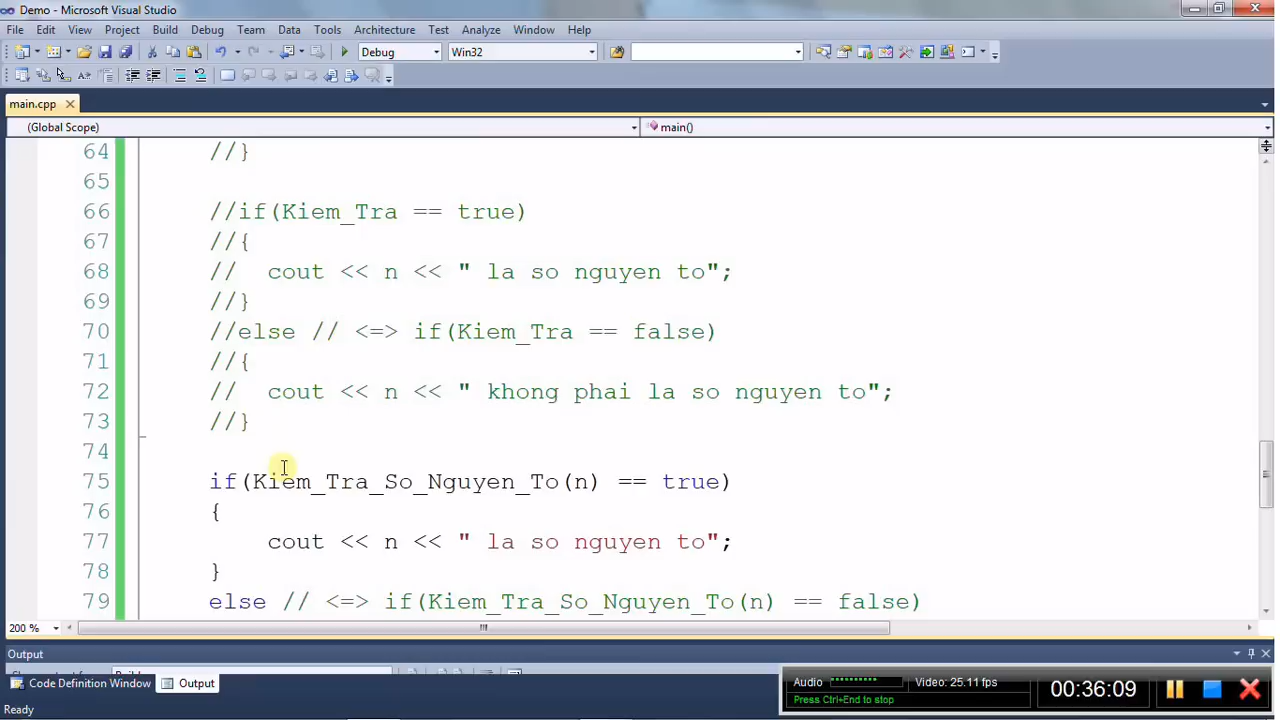 Demo - Microsoft Visual Studio
File Edit View Project Build Debug Team Data Tools Architecture Test Analyze Window Help
Debug Win32
main.cpp
(Global Scope) main()
64 //}
65
66 //if(Kiem_Tra == true)
67 //{
68 // cout << n << " la so nguyen to";
69 //}
70 //else // <=> if(Kiem_Tra == false)
71 //{
72 // cout << n << " khong phai la so nguyen to";
73 //}
74
75 if(Kiem_Tra_So_Nguyen_To(n) == true)
76 {
77 cout << n << " la so nguyen to";
78 }
79 else // <=> if(Kiem_Tra_So_Nguyen_To(n) == false)
200 %
Output
Code Definition Window Output
Ready
Audio Video: 25.11 fps
Press Ctrl+End to stop
00:36:09